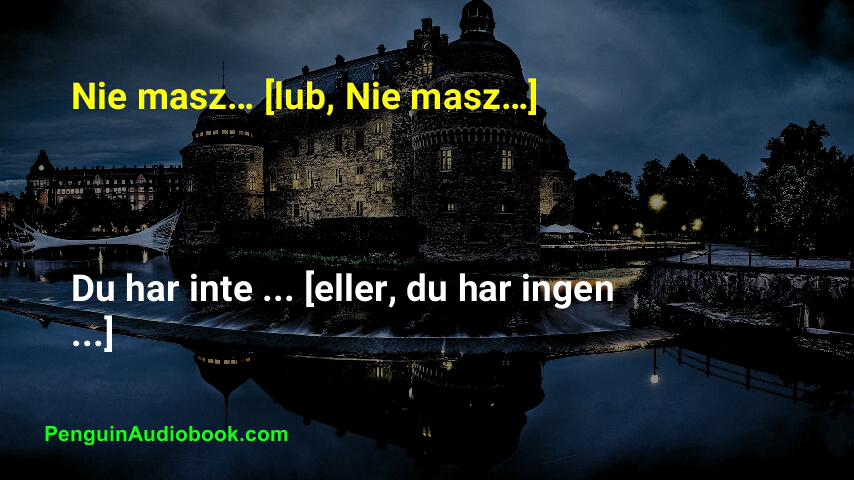 Nie masz... [lub, Nie masz...]
Du har inte ... [eller, du har ingen
...]
PenguinAudiobook.com